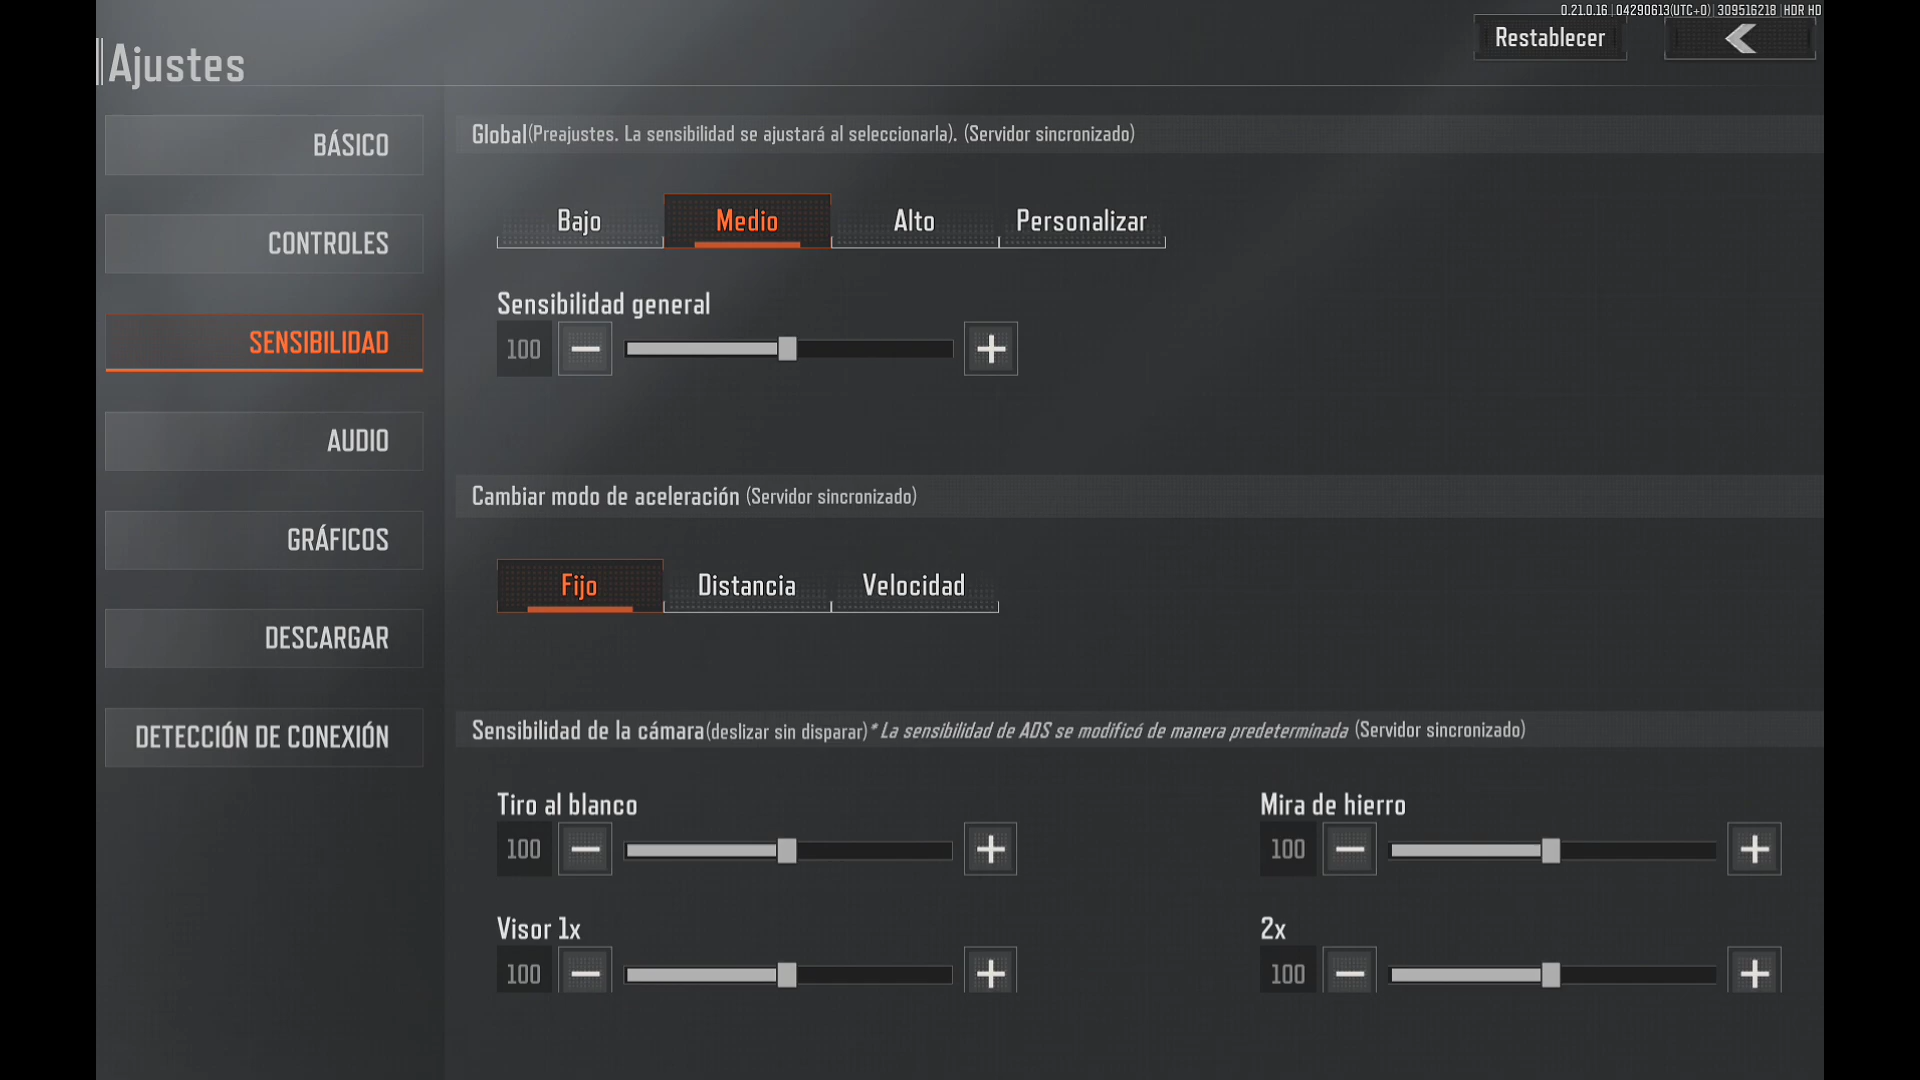 0.21.0.16 | 04290613(UTC+0) | 309516218 | HDR HD
Ajustes
Restablecer
BÁSICO
CONTROLES
SENSIBILIDAD
AUDIO
GRÁFICOS
DESCARGAR
DETECCIÓN DE CONEXIÓN
Global(Preajustes. La sensibilidad se ajustará al seleccionarla). (Servidor sincronizado)
Bajo Medio Alto Personalizar
Sensibilidad general
100
Cambiar modo de aceleración (Servidor sincronizado)
Fijo Distancia Velocidad
Sensibilidad de la cámara(deslizar sin disparar)* La sensibilidad de ADS se modificó de manera predeterminada (Servidor sincronizado)
Tiro al blanco Mira de hierro
100 100
Visor 1x 2x
100 100